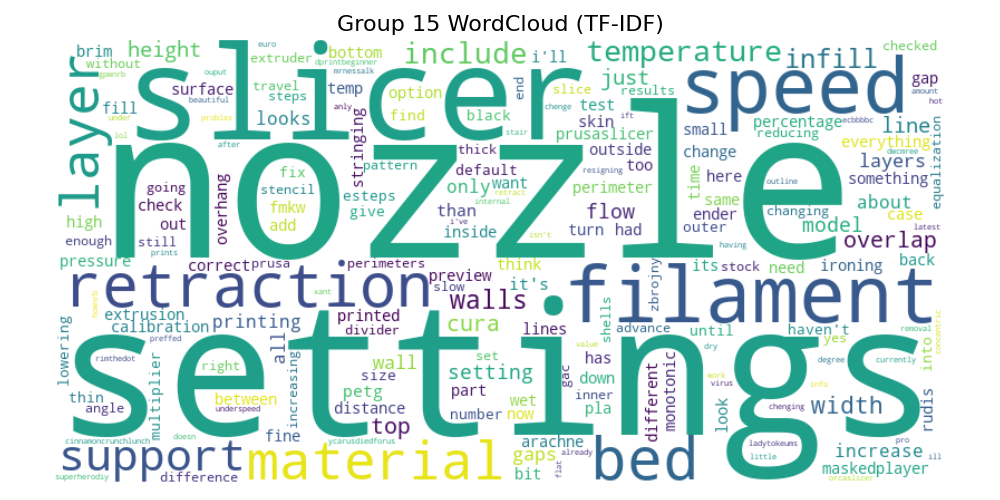 Group 15 WordCloud (TF-IDF)
brim height euro dprintbeginner include i'll temperature infill checked
without gawnrb ouput extruder mrnessalk bottom end just gap
layer surface beautiful slicer travel steps temp option slice results speed amount hot
fill under looks find black test small percentage ecbbbbc line
lol after stringing stair skin ift prusaslicer reducing everything on
problem anly chenge outside change layers dwcmree equalization
nozzle pattern thick default resigning too here outline something
going fix stencil only want perimeter time same changing about
high check overhang fmkw esteps internal retract than flow ender model case
enough out add give i've inside isn't turn had outer having overlap latest
pressure still prints correct prusa perimeters preview think its stock need ironing back
retraction slow it's filament zbrojny
hownrb xant walls shells
extrusion printed cura lines advance until haven't removal
lowering calibration printing divider value dry yes into concentric
preffed all wall set has gac degree currently
rimthedot right size setting down different monotonic work virus info
settings
thin multiplier increasing petg part inner look
angle between distance number wet now pla chenging width rudis
underspeed top
cinnamoncrunchlunch doesn fine ycarusdiedforus arachne already ladytokeums little pro increase ill
support material gaps bed
superherodiy difference bit flat maskedplayer orcaslicer